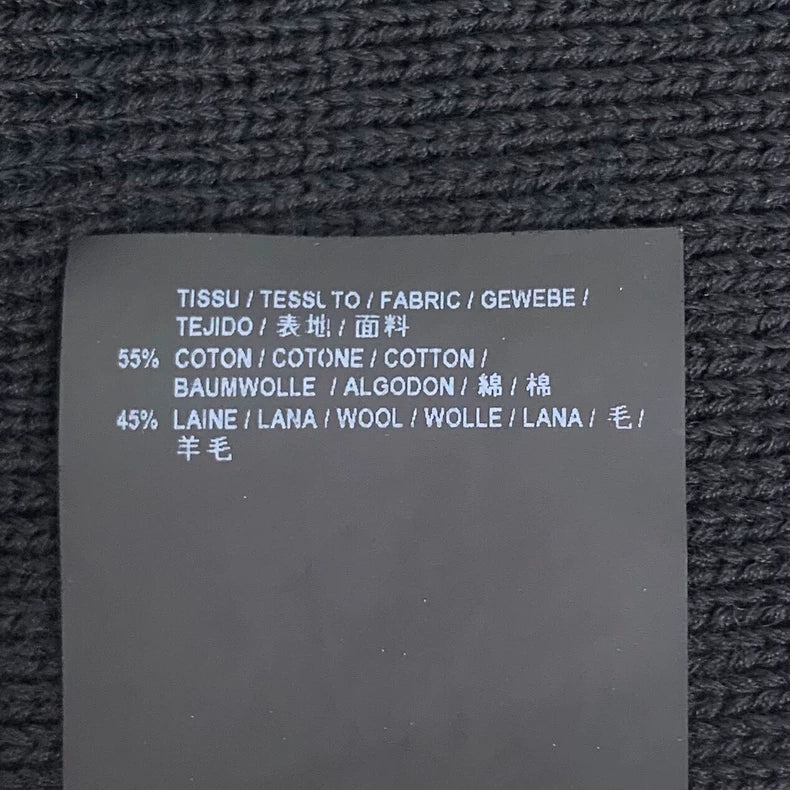 TISSU / TESSUTO / FABRIC / GEWEBE /
TEJIDO / 表地 / 面料
55% COTON / COTONE / COTTON /
BAUMWOLLE / ALGODON / 綿 / 棉
45% LAINE / LANA / WOOL / WOLLE / LANA / 毛 /
羊毛